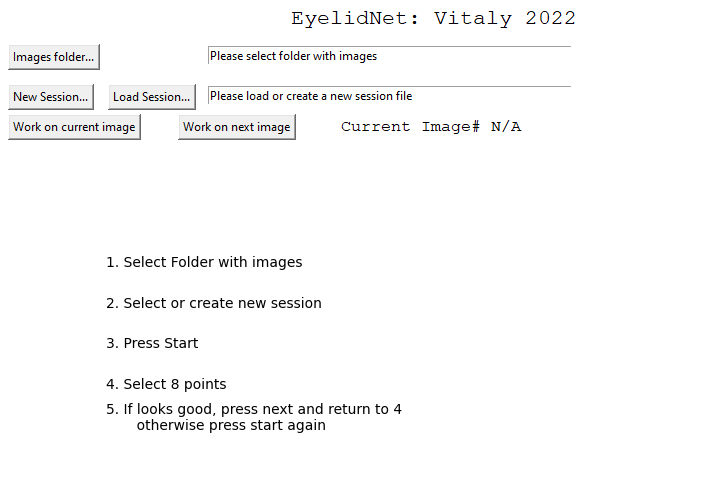 EyelidNet: Vitaly 2022
Images folder... Please select folder with images
New Session... Load Session... Please load or create a new session file
Work on current image Work on next image Current Image# N/A
1. Select Folder with images
2. Select or create new session
3. Press Start
4. Select 8 points
5. If looks good, press next and return to 4
otherwise press start again